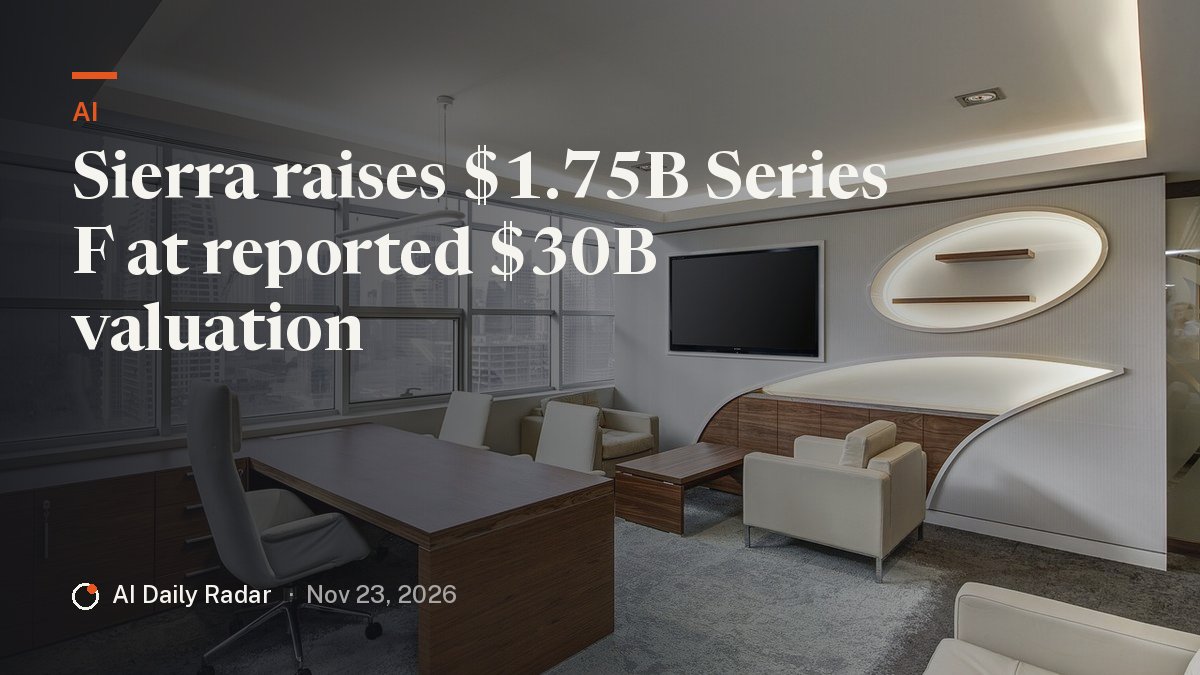 AI
Sierra raises $1.75B Series
F at reported $30B
valuation
AI Daily Radar · Nov 23, 2026